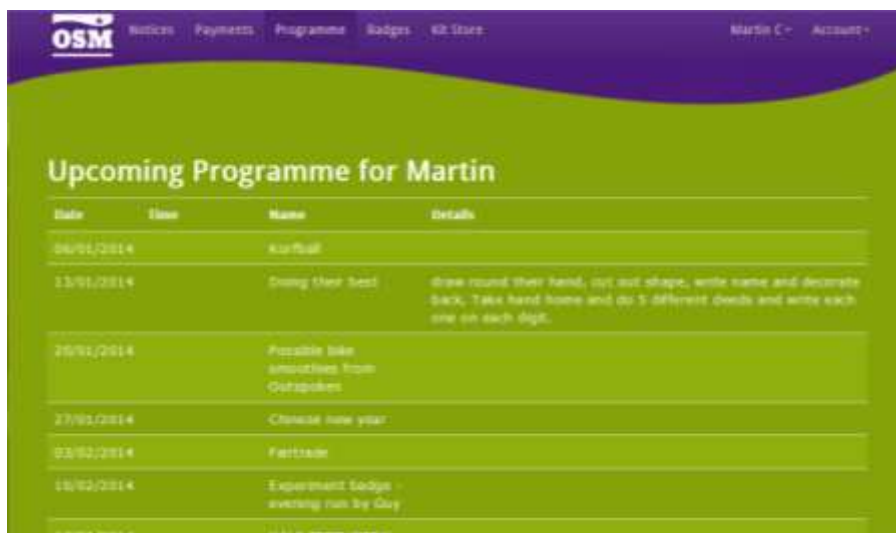 OSM Notices Payments Programme Badges Kit Store Martin C Account
Upcoming Programme for Martin
Date Time Name Details
06/01/2014 Kurfball
13/01/2014 Doing their best draw round their hand, cut out shape, write name and decorate
back, Take hand home and do 5 different deeds and write each
one on each digit.
20/01/2014 Possible bike
smoothies from
Outspoken
27/01/2014 Chinese new year
03/02/2014 Fairtrade
10/02/2014 Experiment badge -
evening run by Guy